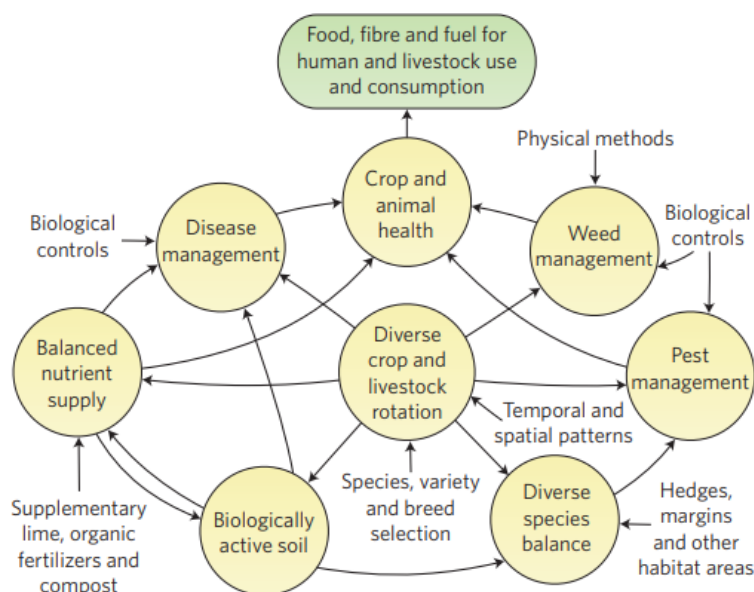 Food, fibre and fuel for
human and livestock use
and consumption
Physical methods
Crop and
animal
health
Biological
controls
Disease
management
Weed
management
Biological
controls
Balanced
nutrient
supply
Diverse
crop and
livestock
rotation
Pest
management
Temporal and
spatial patterns
Supplementary
lime, organic
fertilizers and
compost
Biologically
active soil
Species, variety
and breed
selection
Diverse
species
balance
Hedges,
margins
and other
habitat areas